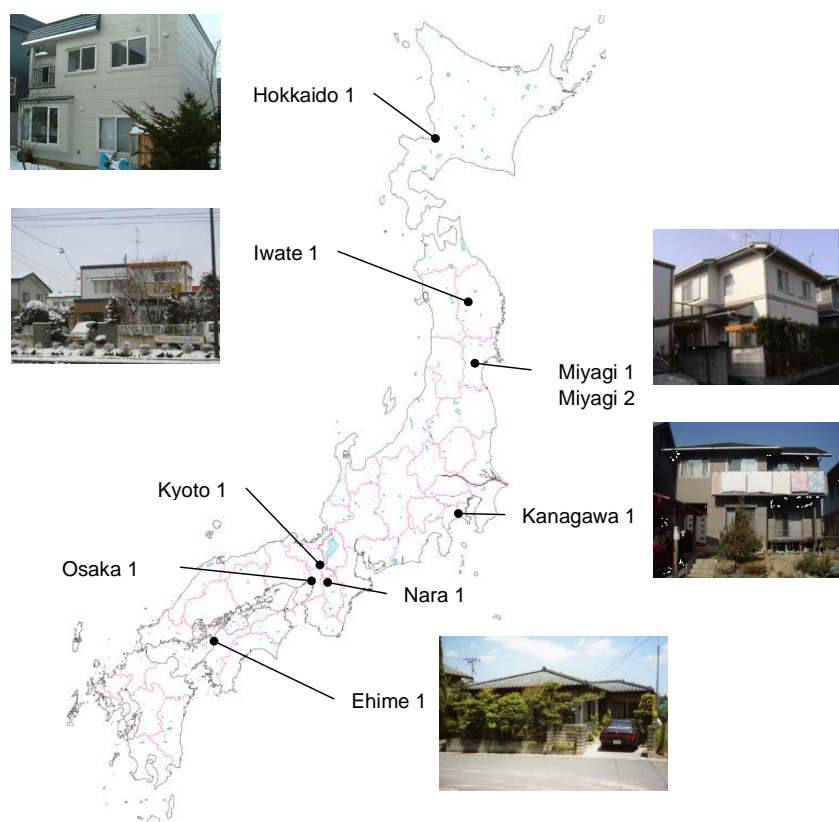 Hokkaido 1
Iwate 1
Miyagi 1
Miyagi 2
Kyoto 1
Kanagawa 1
Osaka 1
Nara 1
Ehime 1